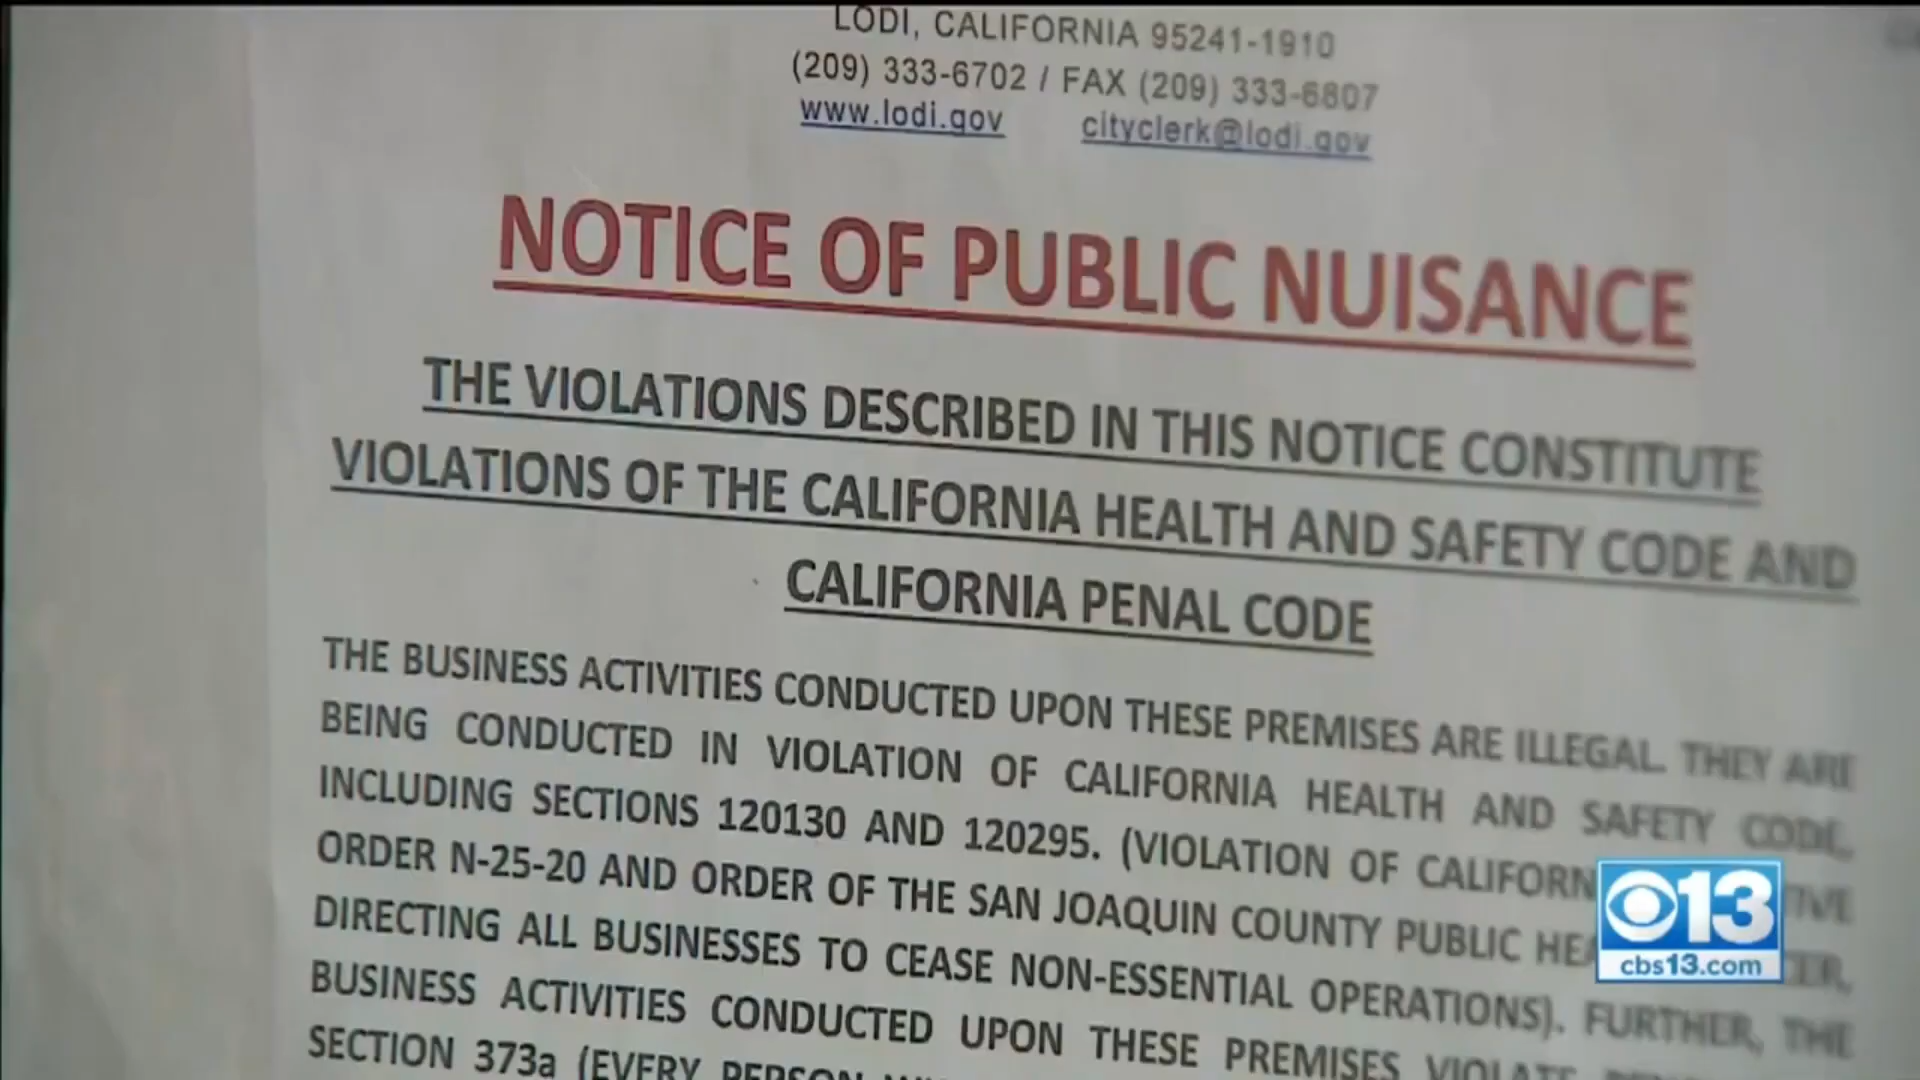 LODI, CALIFORNIA 95241-1910
(209) 333-6702 / FAX (209) 333-6807
www.lodi.gov cityclerk@lodi.gov
NOTICE OF PUBLIC NUISANCE
THE VIOLATIONS DESCRIBED IN THIS NOTICE CONSTITUTE
VIOLATIONS OF THE CALIFORNIA HEALTH AND SAFETY CODE AND
CALIFORNIA PENAL CODE
THE BUSINESS ACTIVITIES CONDUCTED UPON THESE PREMISES ARE ILLEGAL. THEY ARE
BEING CONDUCTED IN VIOLATION OF CALIFORNIA HEALTH AND SAFETY CODE,
INCLUDING SECTIONS 120130 AND 120295. (VIOLATION OF
ORDER N-25-20 AND ORDER OF THE SAN JOAQUIN COUNTY PUBLIC
DIRECTING ALL BUSINESSES TO CEASE NON-ESSENTIAL OPERATIONS). FURTHER, THE
BUSINESS ACTIVITIES CONDUCTED UPON THESE PREMISES VIOLATE
SECTION 373a (EVERY PERSON
13
cbs13.com